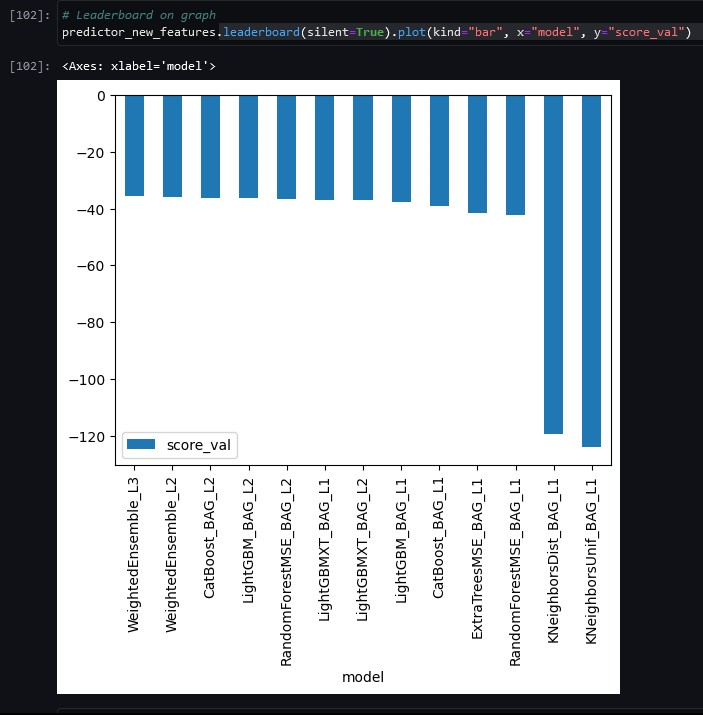 [102]:
# Leaderboard on graph
predictor_new_features.leaderboard(silent=True).plot(kind="bar", x="model", y="score_val")
[102]:
<Axes: xlabel='model'>
0
−20
−40
−60
−80
−100
−120
score_val
WeightedEnsemble_L3
WeightedEnsemble_L2
CatBoost_BAG_L2
LightGBM_BAG_L2
RandomForestMSE_BAG_L2
LightGBMXT_BAG_L1
LightGBMXT_BAG_L2
LightGBM_BAG_L1
CatBoost_BAG_L1
ExtraTreesMSE_BAG_L1
RandomForestMSE_BAG_L1
KNeighborsDist_BAG_L1
KNeighborsUnif_BAG_L1
model